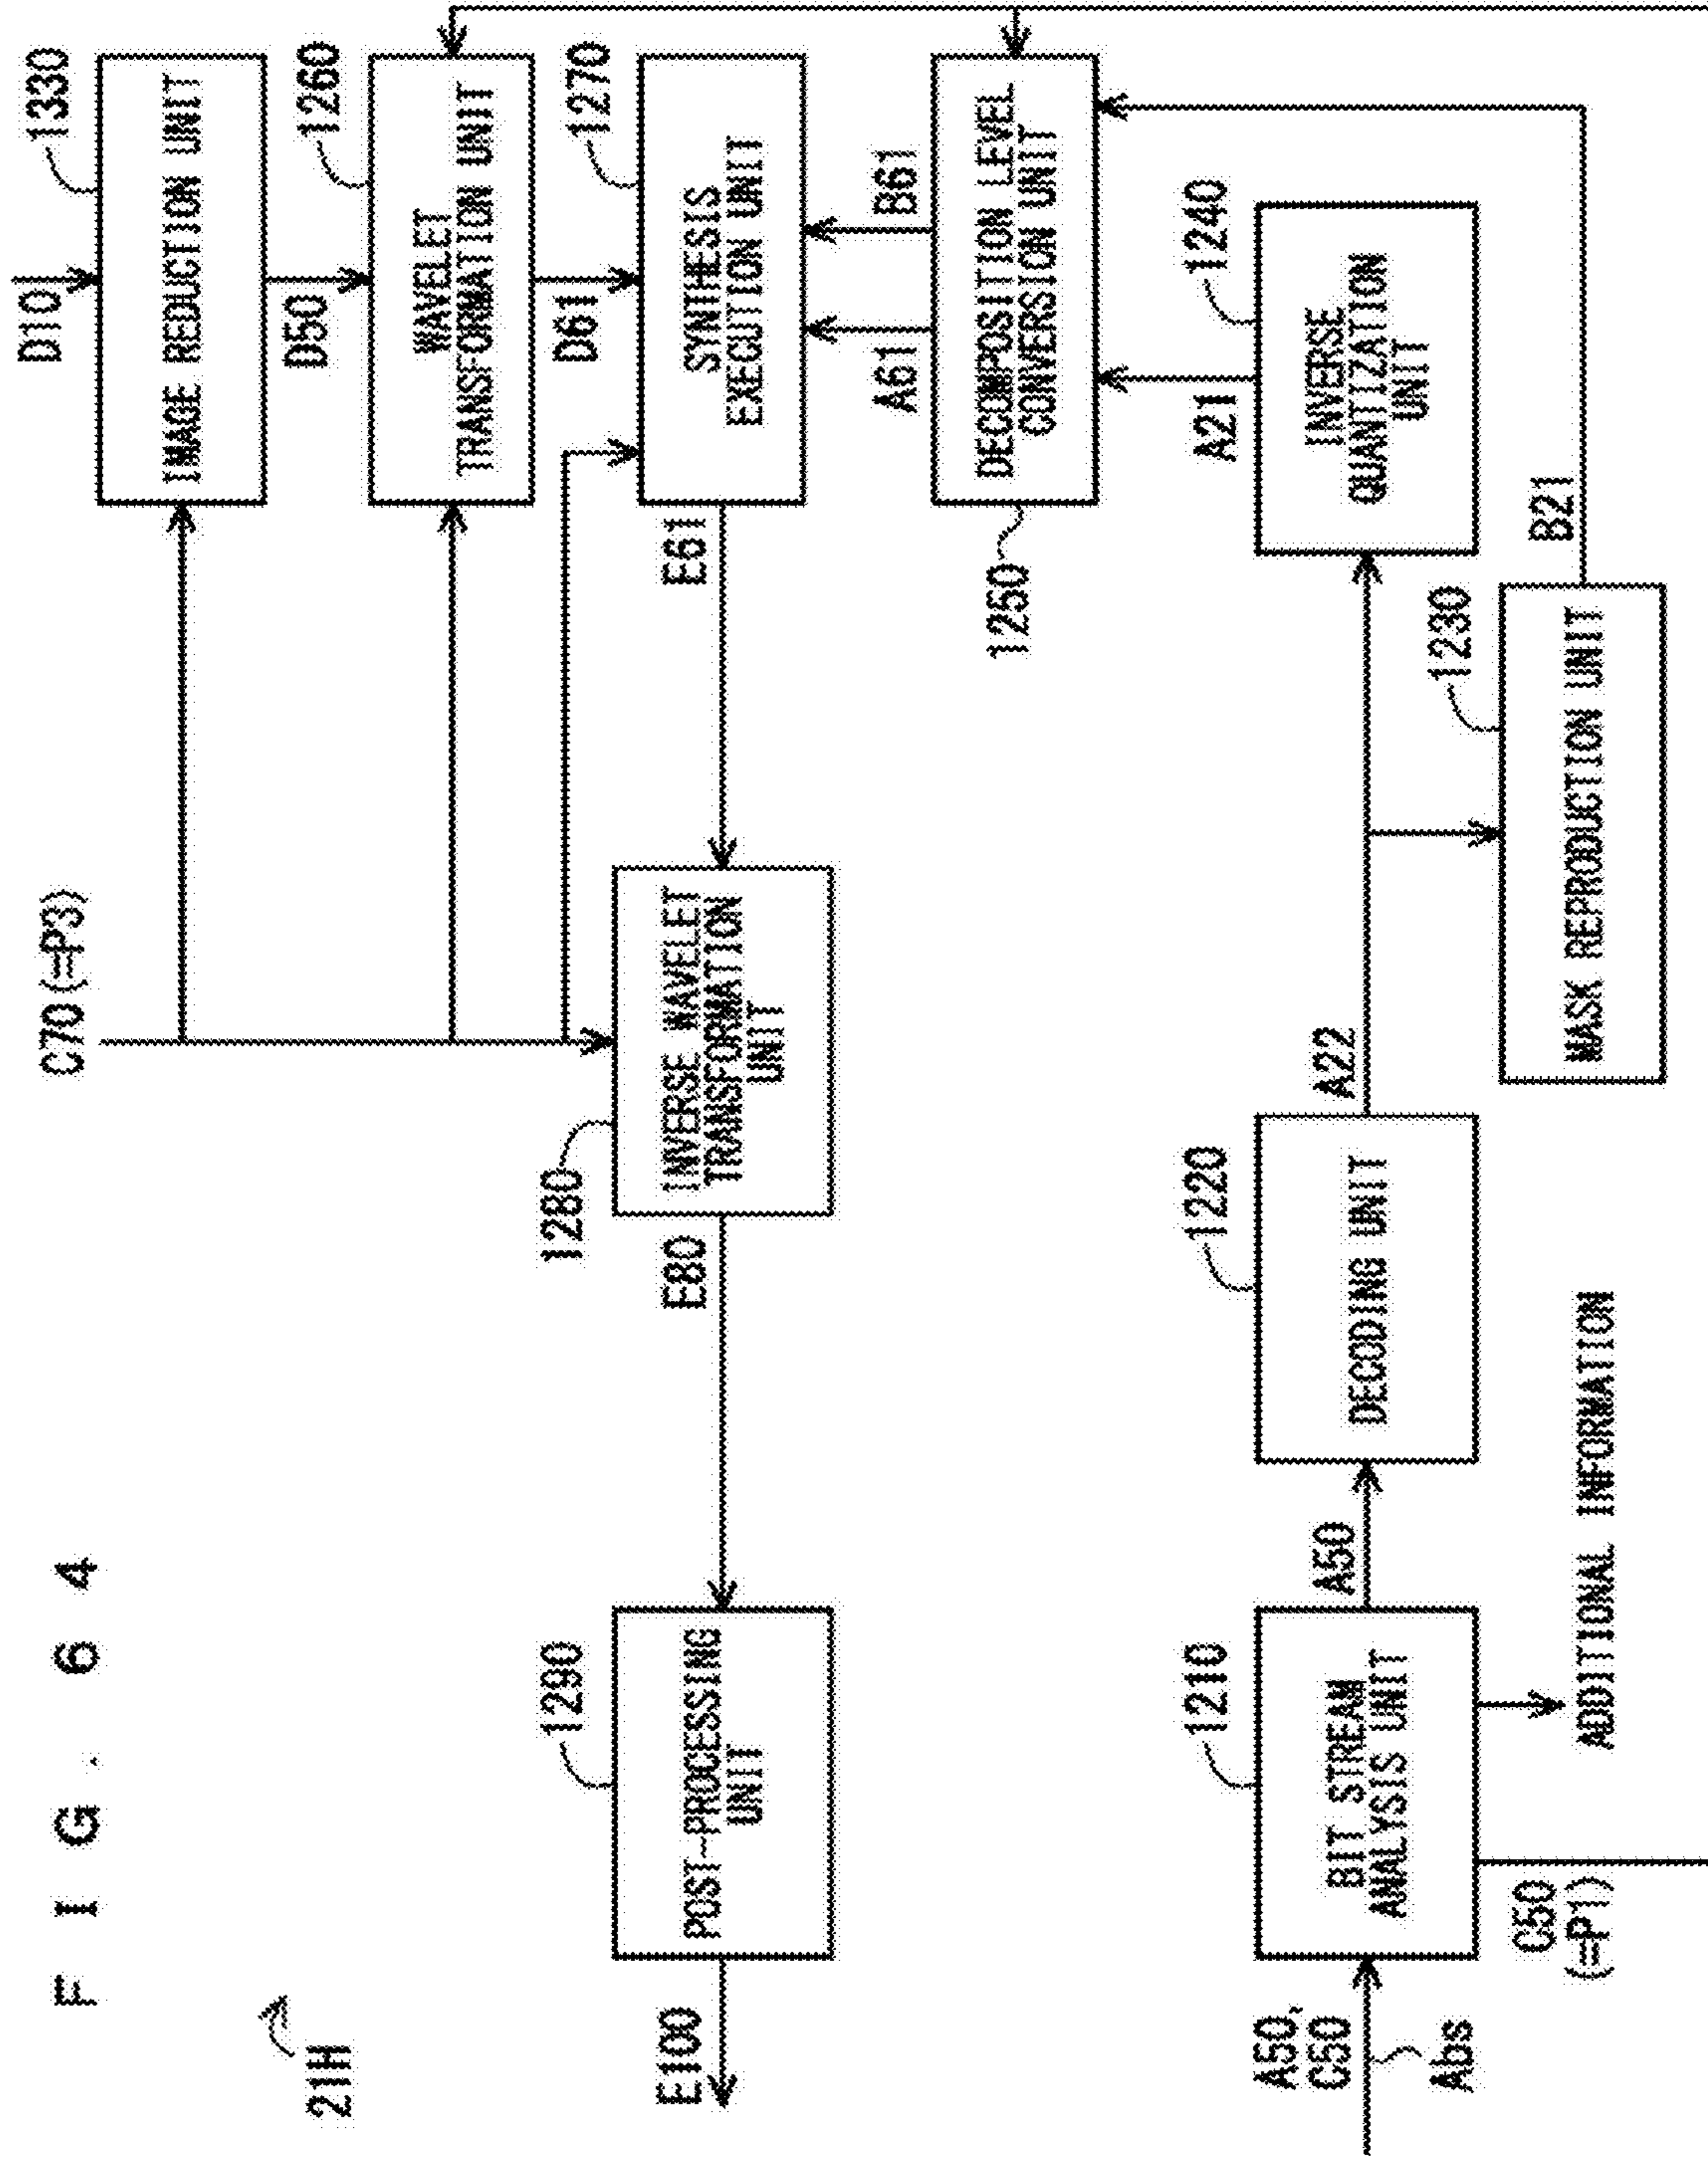 FIG. 64
21H
C70(=P3)
D10
1330
IMAGE REDUCTION UNIT
D50
1260
WAVELET
TRANSFORMATION UNIT
D61
1270
SYNTHESIS
EXECUTION UNIT
E61
1280
INVERSE WAVELET
TRANSFORMATION
UNIT
E80
1290
POST-PROCESSING
UNIT
E100
A61
B61
1250
DECOMPOSITION LEVEL
CONVERSION UNIT
A21
1240
INVERSE
QUANTIZATION
UNIT
B21
1230
MASK REPRODUCTION UNIT
A22
1220
DECODING UNIT
A50
1210
BIT STREAM
ANALYSIS UNIT
A50,
C50
Abs
C50
(=P1)
ADDITIONAL INFORMATION